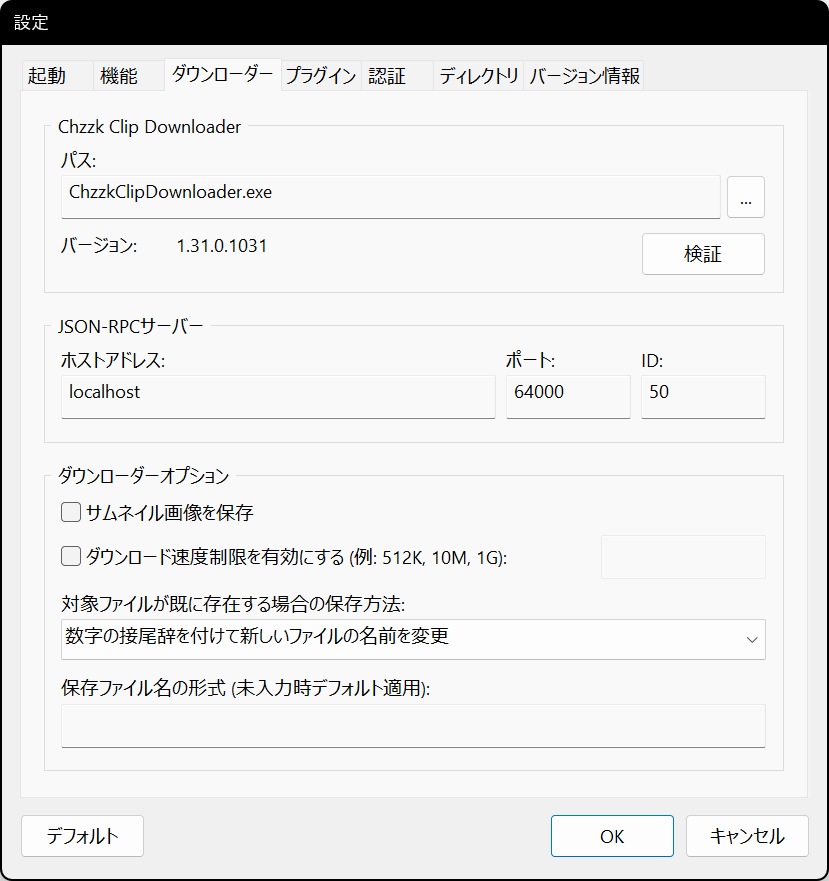 設定
起動 機能 ダウンローダー プラグイン 認証 ディレクトリ バージョン情報
Chzzk Clip Downloader
パス:
ChzzkClipDownloader.exe ...
バージョン: 1.31.0.1031 検証
JSON-RPCサーバー
ホストアドレス: ポート: ID:
localhost 64000 50
ダウンローダーオプション
サムネイル画像を保存
ダウンロード速度制限を有効にする (例: 512K, 10M, 1G):
対象ファイルが既に存在する場合の保存方法:
数字の接尾辞を付けて新しいファイルの名前を変更
保存ファイル名の形式 (未入力時デフォルト適用):
デフォルト OK キャンセル